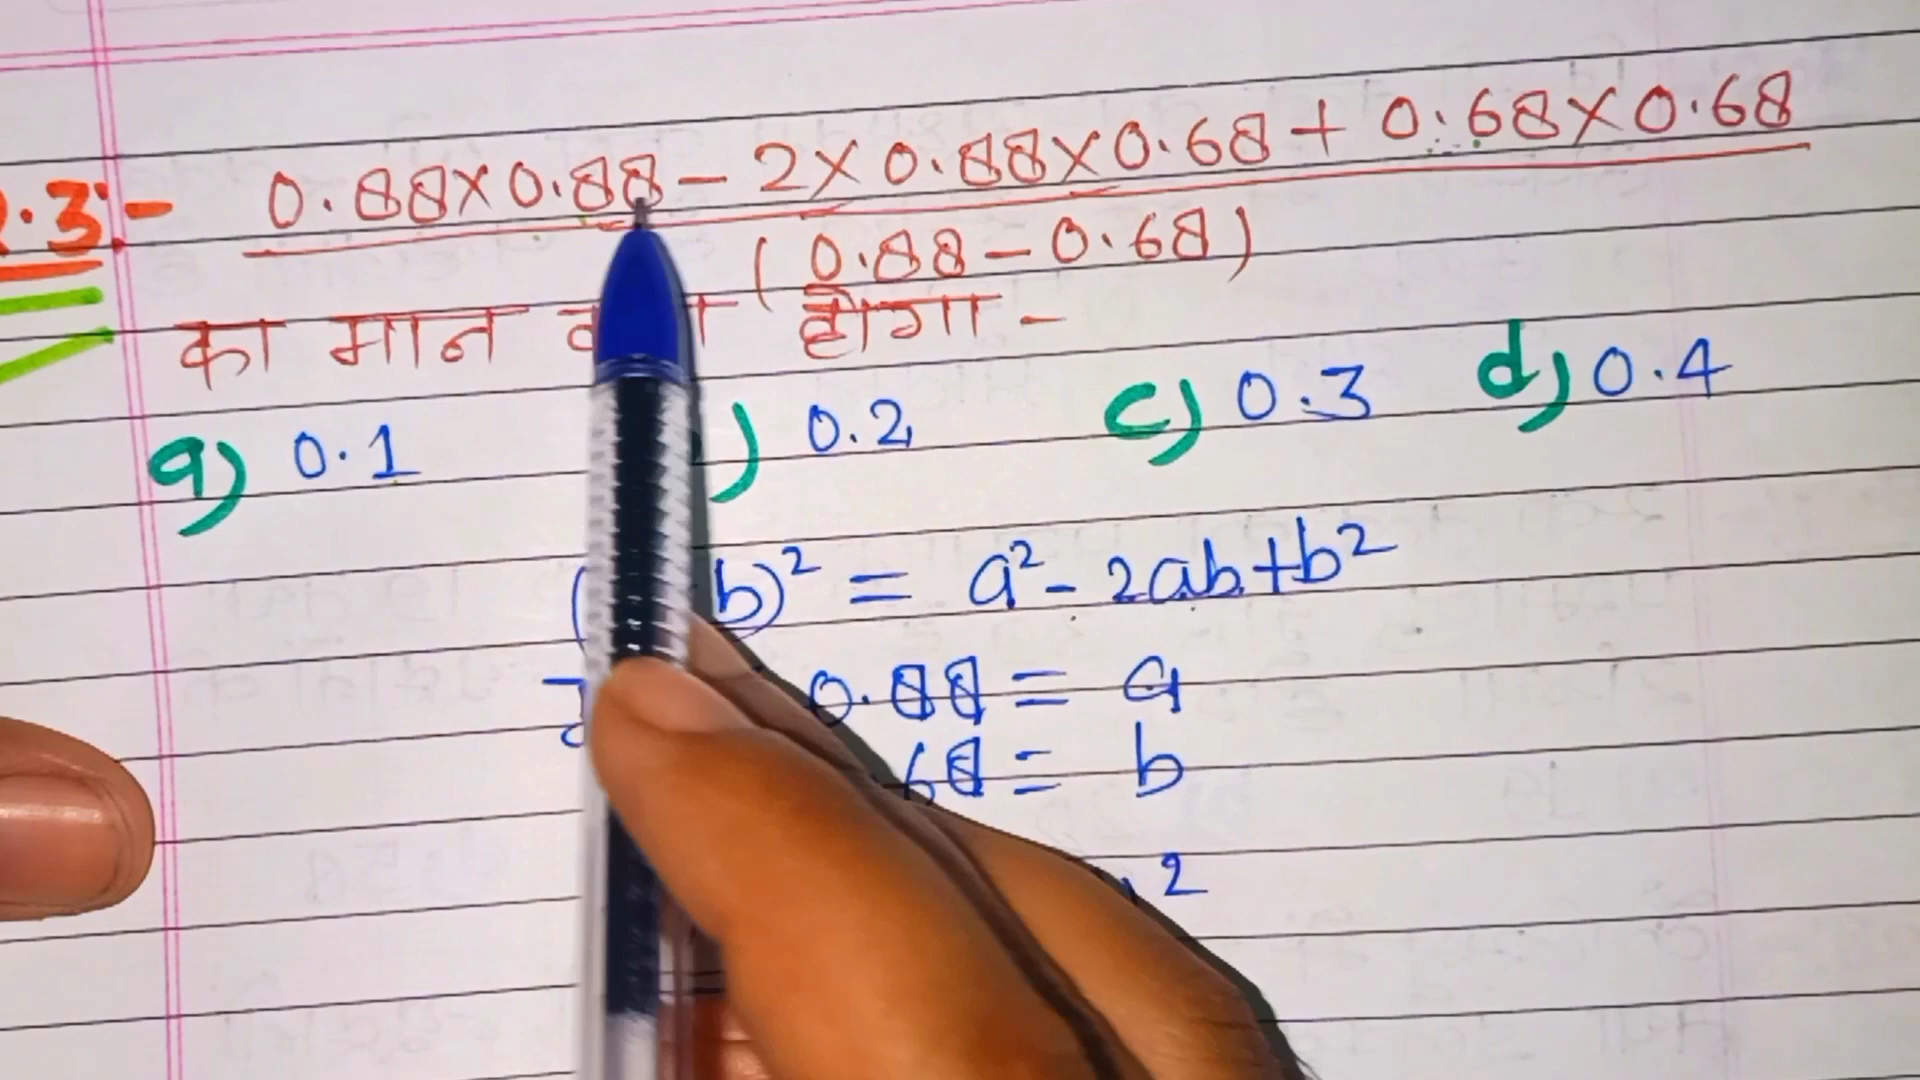 .3:- 0.88×0.88 - 2×0.88×0.68 + 0.68×0.68
(0.88-0.68)
का मान होगा -
a) 0.1 ) 0.2 c) 0.3 d) 0.4
( b)² = a² - 2ab + b²
0.88 = a
68 = b
2